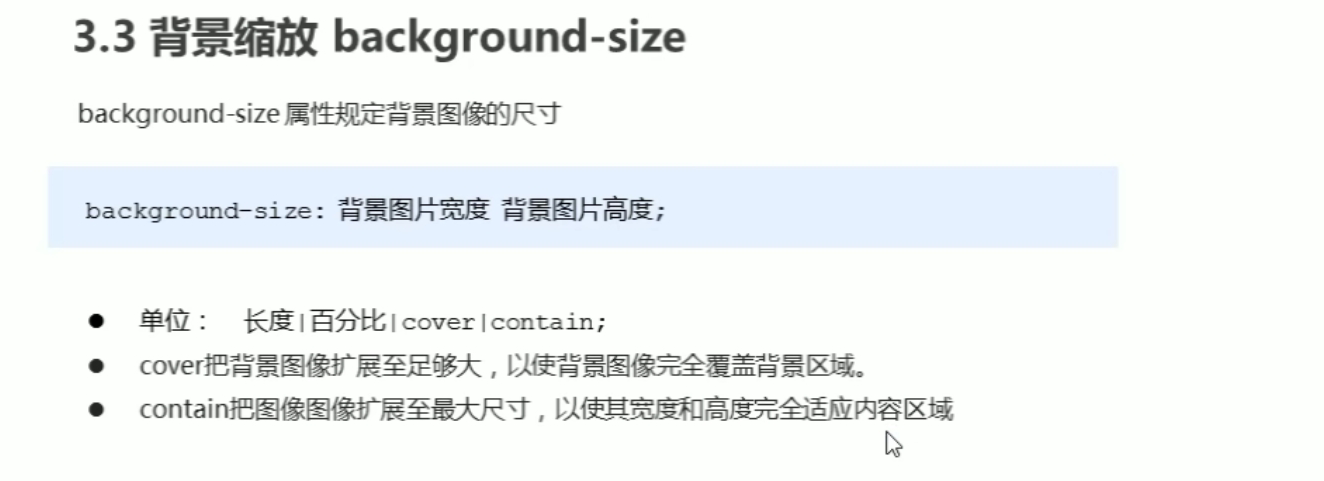 3.3 背景缩放 background-size
background-size 属性规定背景图像的尺寸
background-size: 背景图片宽度 背景图片高度;
● 单位： 长度|百分比|cover|contain;
● cover把背景图像扩展至足够大，以使背景图像完全覆盖背景区域。
● contain把图像图像扩展至最大尺寸，以使其宽度和高度完全适应内容区域